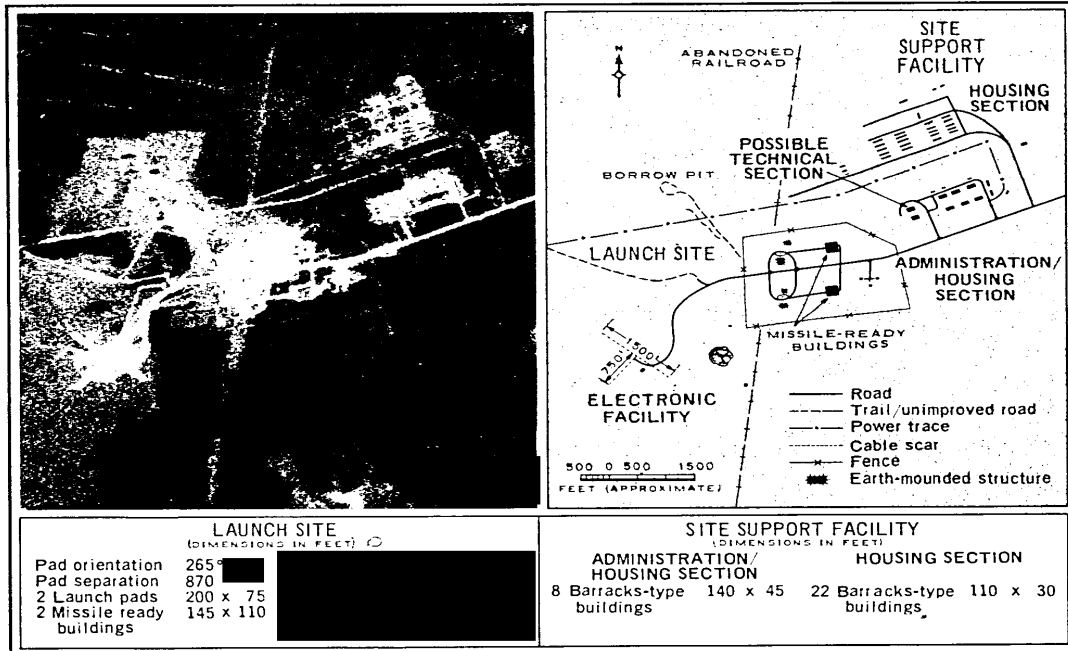 N
ABANDONED
RAILROAD
SITE
SUPPORT
FACILITY
HOUSING
SECTION
POSSIBLE
TECHNICAL
SECTION
BORROW PIT
LAUNCH SITE
ADMINISTRATION/
HOUSING
SECTION
MISSILE-READY
BUILDINGS
1500'
750'
ELECTRONIC
FACILITY
Road
Trail/unimproved road
Power trace
Cable scar
Fence
Earth-mounded structure
500 0 500 1500
FEET (APPROXIMATE)
LAUNCH SITE
(DIMENSIONS IN FEET)
Pad orientation 265°
Pad separation 870
2 Launch pads 200 x 75
2 Missile ready 145 x 110
buildings
SITE SUPPORT FACILITY
(DIMENSIONS IN FEET)
ADMINISTRATION/
HOUSING SECTION
8 Barracks-type 140 x 45
buildings
HOUSING SECTION
22 Barracks-type 110 x 30
buildings